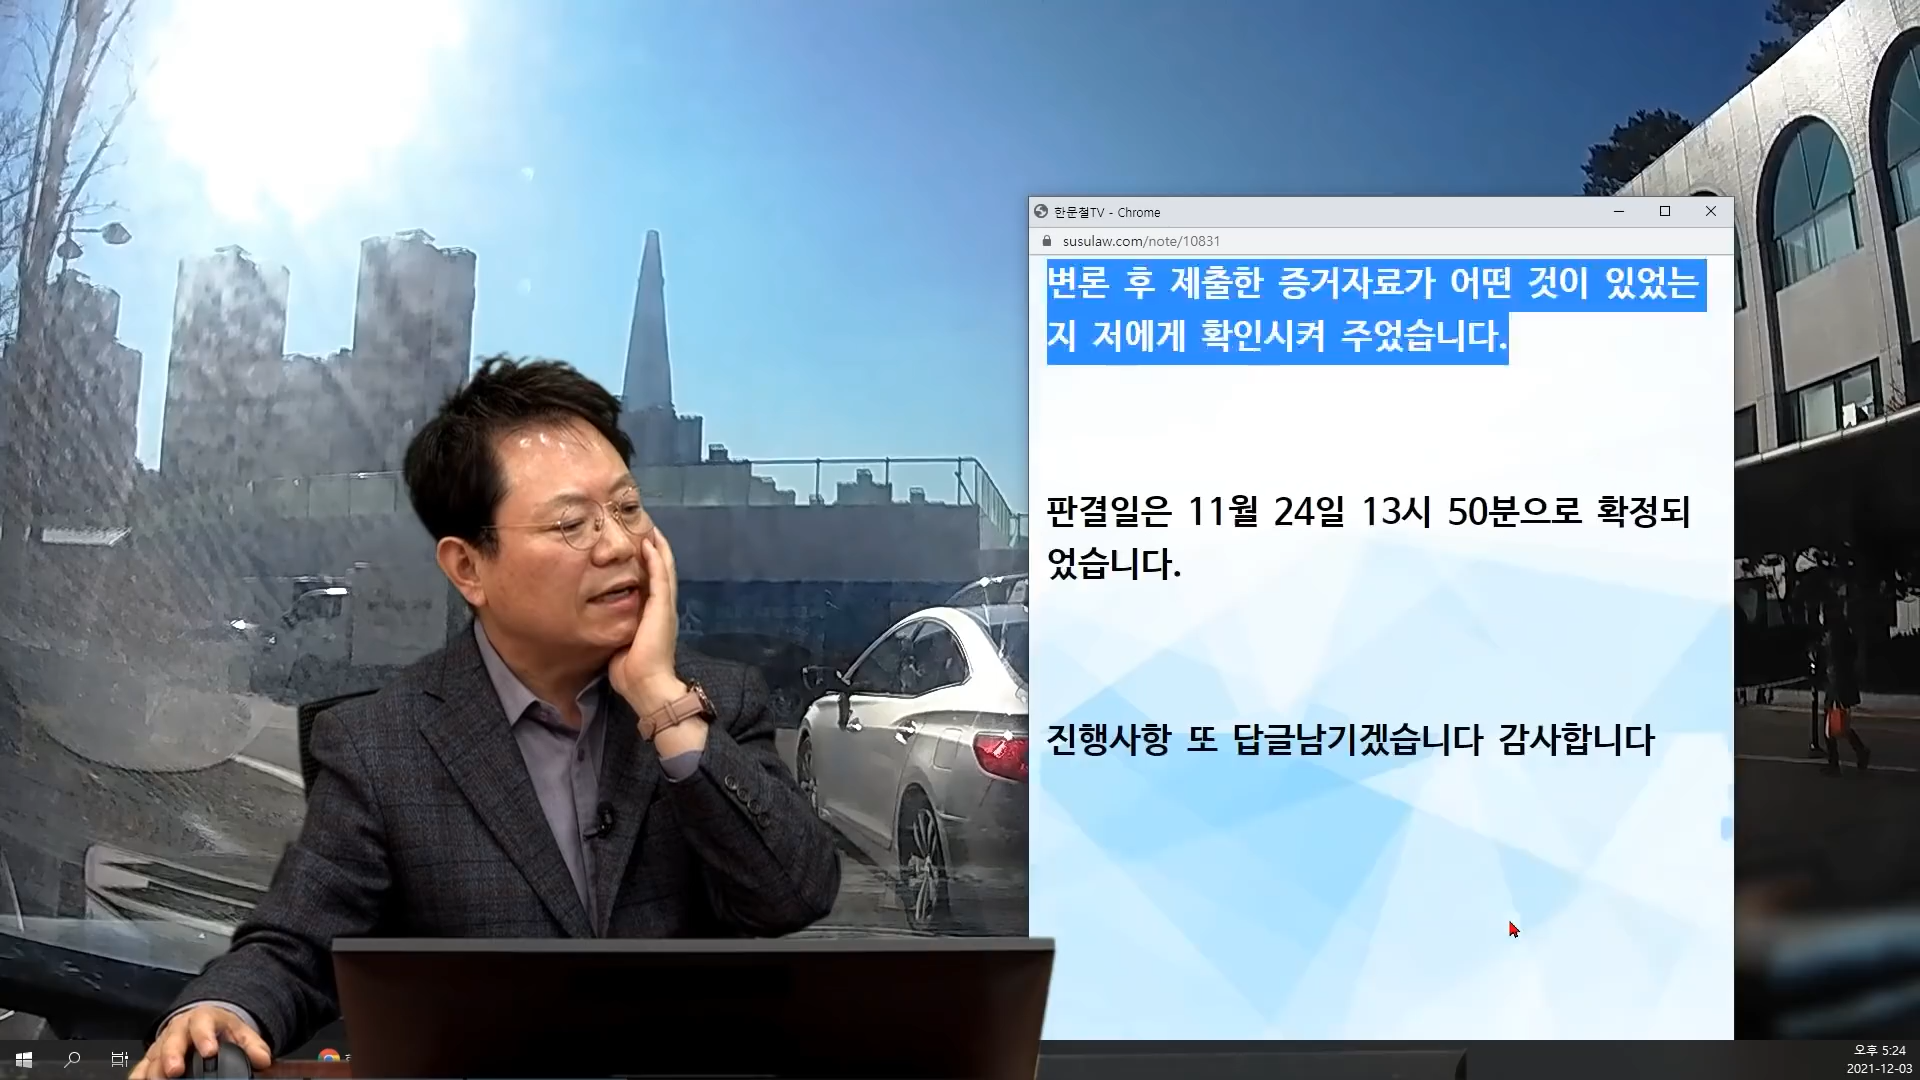 한문철TV - Chrome
susulaw.com/note/10831
변론 후 제출한 증거자료가 어떤 것이 있었는
지 저에게 확인시켜 주었습니다.
판결일은 11월 24일 13시 50분으로 확정되
었습니다.
진행사항 또 답글남기겠습니다 감사합니다
오후 5:24
2021-12-03